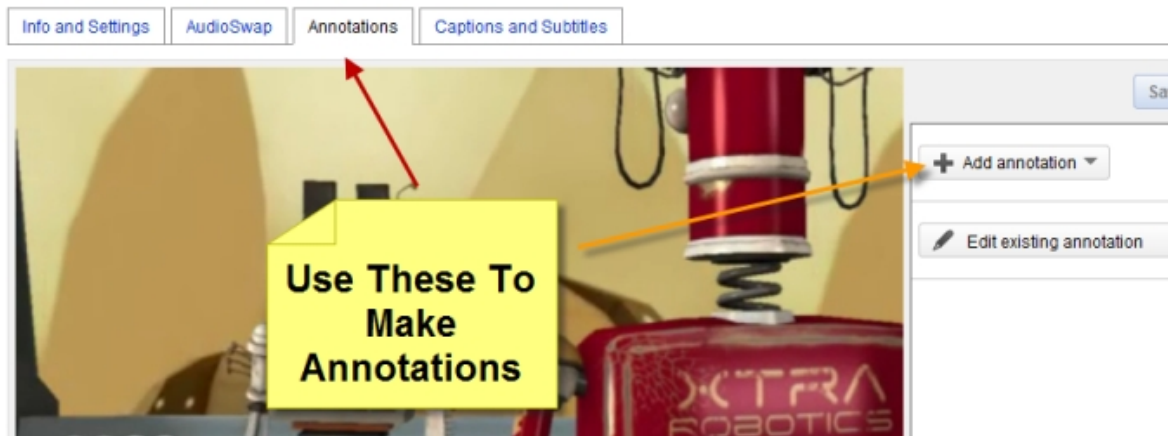 Info and Settings
AudioSwap
Annotations
Captions and Subtitles
Add annotation
Edit existing annotation
Use These To
Make
Annotations
XTRA
ROBOTICS